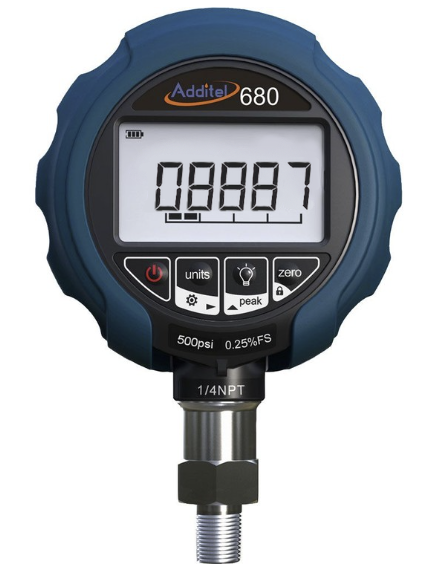 Additel 680
08887
units
zero
peak
500psi 0.25%FS
1/4NPT